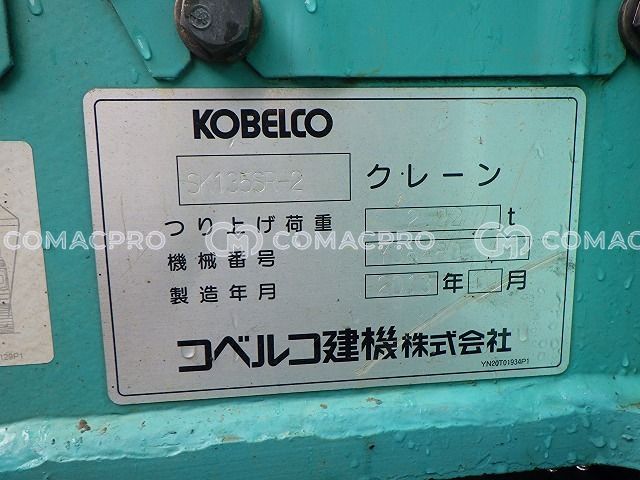 KOBELCO
SK135SR-2 クレーン
つり上げ荷重 t
COMACPRO COMACPRO COMACPRO
機械番号
製造年月 年 月
コベルコ建機株式会社
YN20T01934P1
129P1